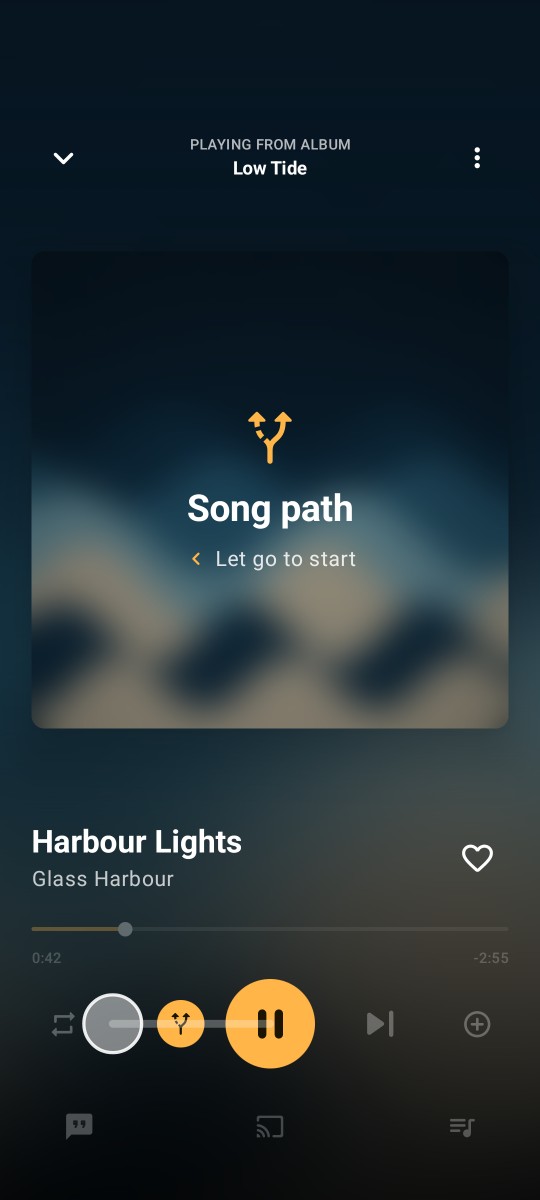 PLAYING FROM ALBUM
Low Tide
Song path
Let go to start
Harbour Lights
Glass Harbour
0:42
-2:55